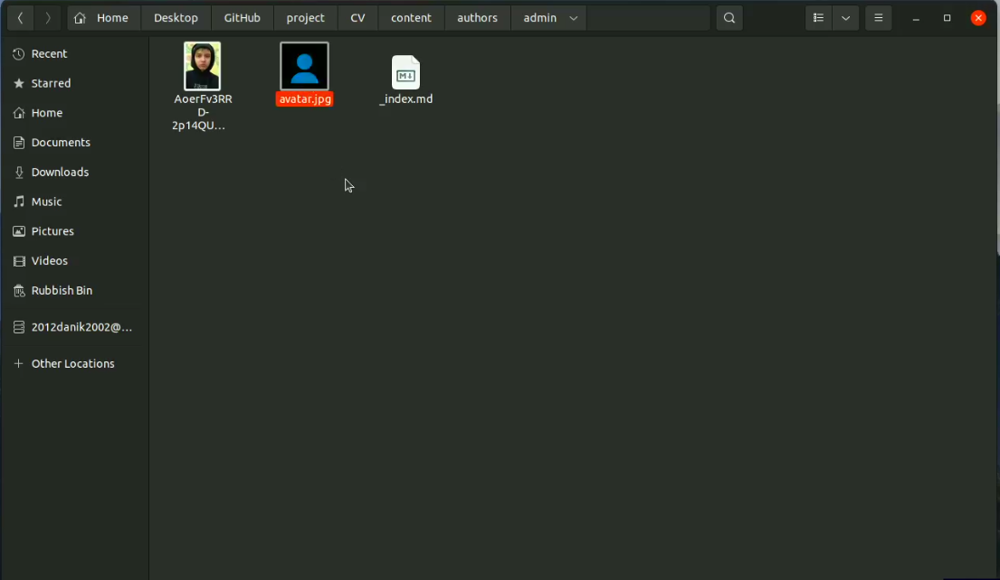 Home Desktop GitHub project CV content authors admin
Recent
Starred
Home
Documents
Downloads
Music
Pictures
Videos
Rubbish Bin
2012danik2002@...
Other Locations
AoerFv3RR
D-
2p14QU...
avatar.jpg
M↓
_index.md